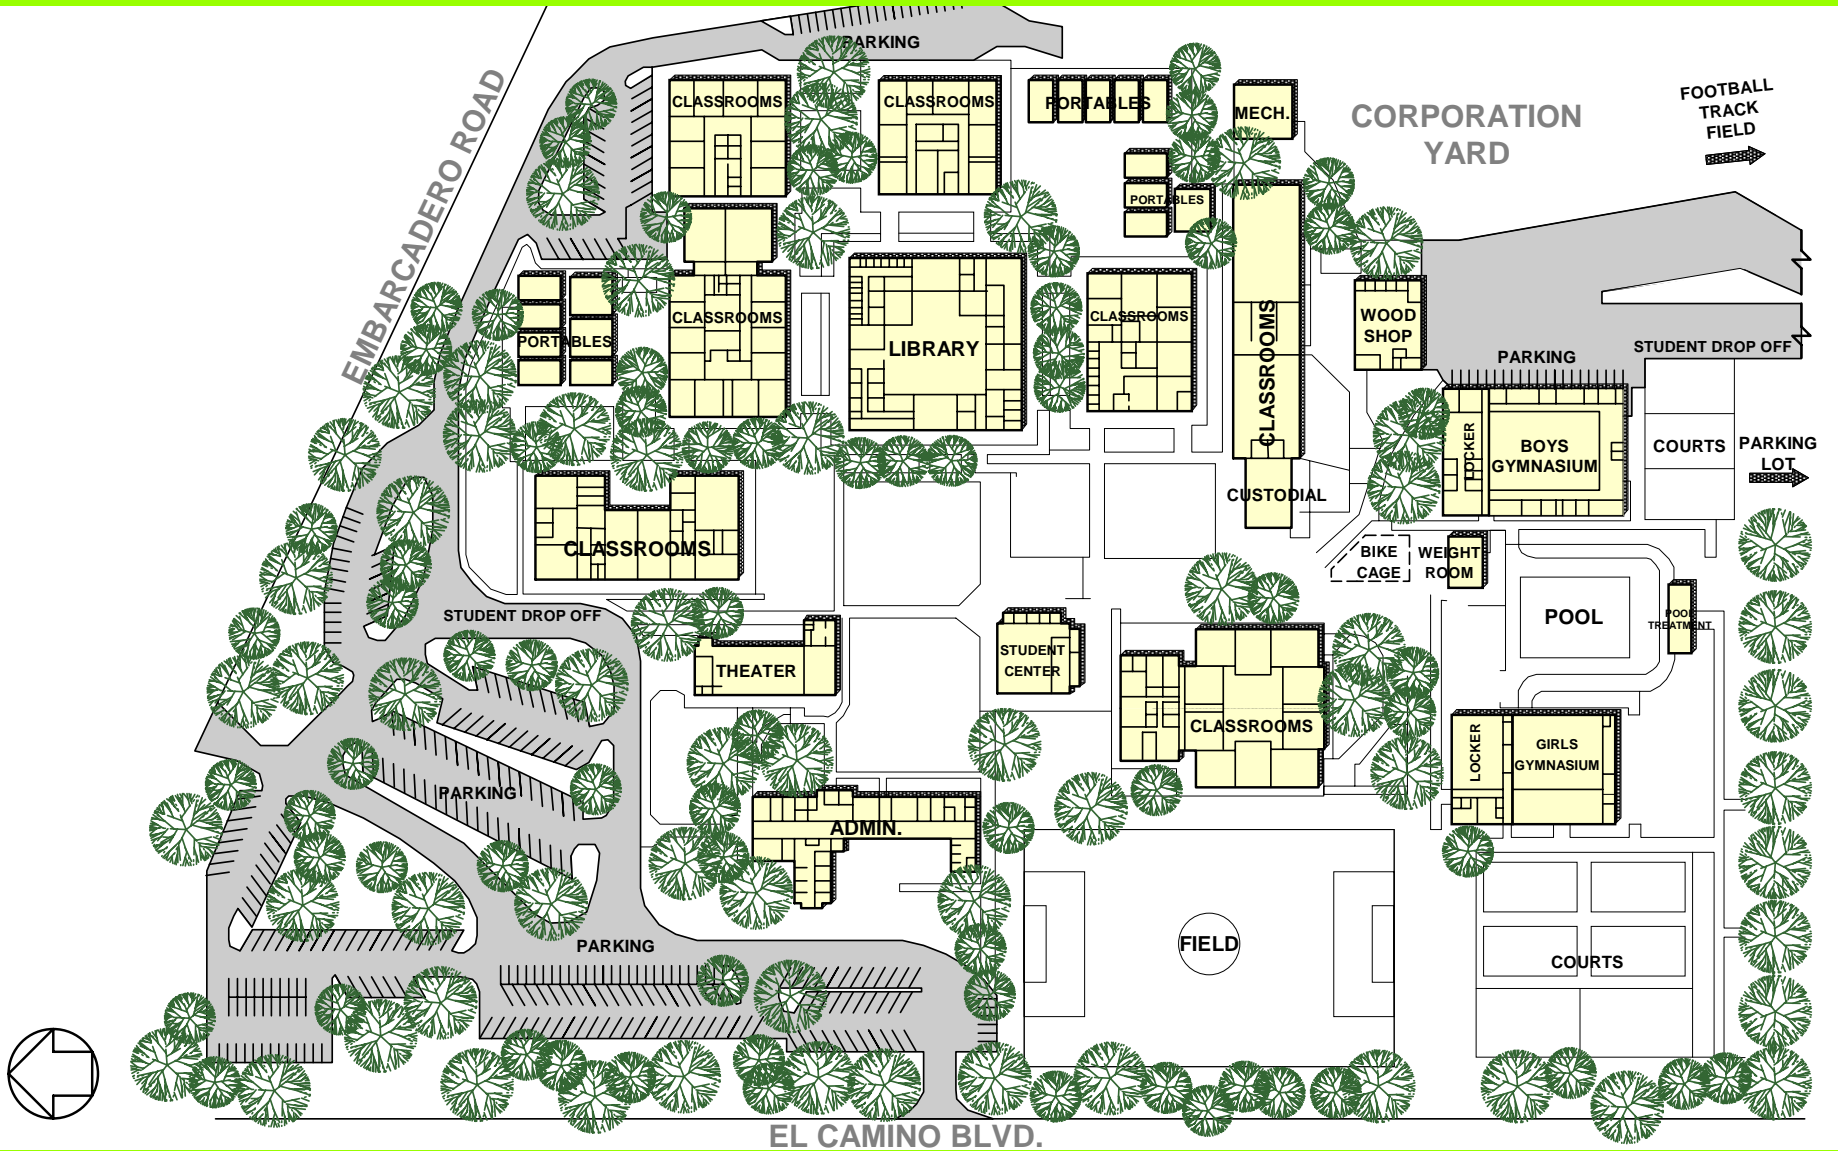 PARKING
EMBARCADERO ROAD
CLASSROOMS
CLASSROOMS
PORTABLES
MECH.
CORPORATION
YARD
FOOTBALL
TRACK
FIELD
PORTABLES
PORTABLES
CLASSROOMS
LIBRARY
CLASSROOMS
CLASSROOMS
WOOD
SHOP
PARKING
STUDENT DROP OFF
LOCKER
BOYS
GYMNASIUM
COURTS
PARKING
LOT
CUSTODIAL
CLASSROOMS
BIKE
CAGE
WEIGHT
ROOM
STUDENT DROP OFF
POOL
POOL
TREATMENT
THEATER
STUDENT
CENTER
CLASSROOMS
LOCKER
GIRLS
GYMNASIUM
PARKING
ADMIN.
PARKING
FIELD
COURTS
EL CAMINO BLVD.